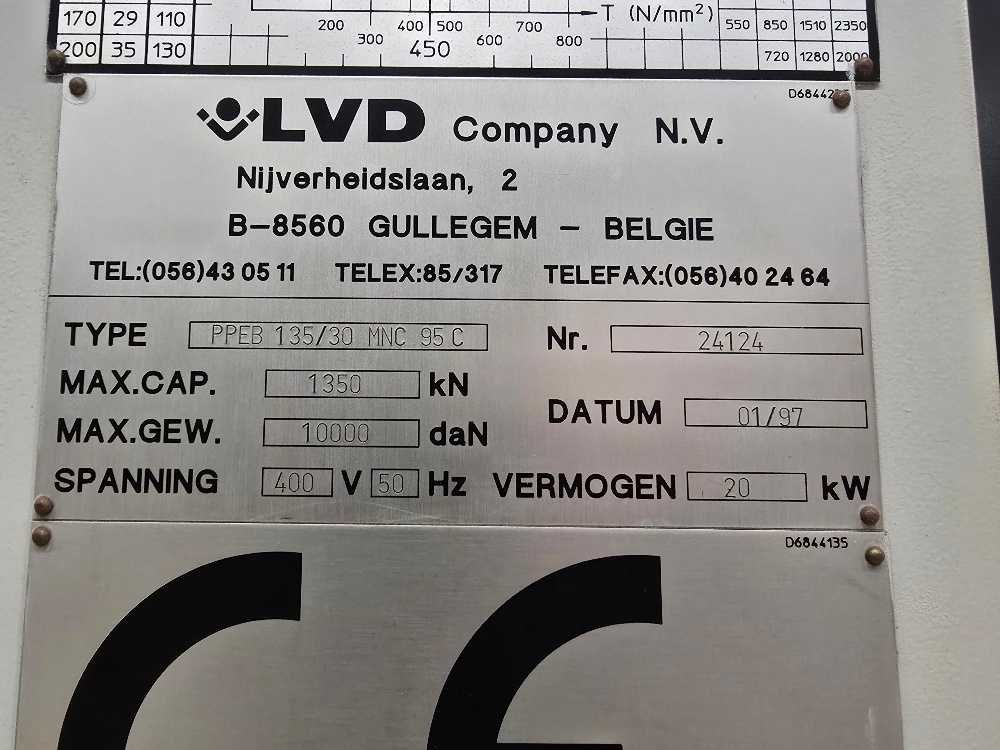 170 29 110
200 35 130
200 300 400 450 500 600 700 800 T (N/mm²)
550 850 1510 2350
720 1280 2000
LVD Company N.V.
Nijverheidslaan, 2
B-8560 GULLEGEM - BELGIE
TEL:(056)43 05 11 TELEX:85/317 TELEFAX:(056)40 24 64
TYPE PPEB 135/30 MNC 95 C Nr. 24124
MAX.CAP. 1350 kN
MAX.GEW. 10000 daN DATUM 01/97
SPANNING 400 V 50 Hz VERMOGEN 20 kW
D6844135
CE